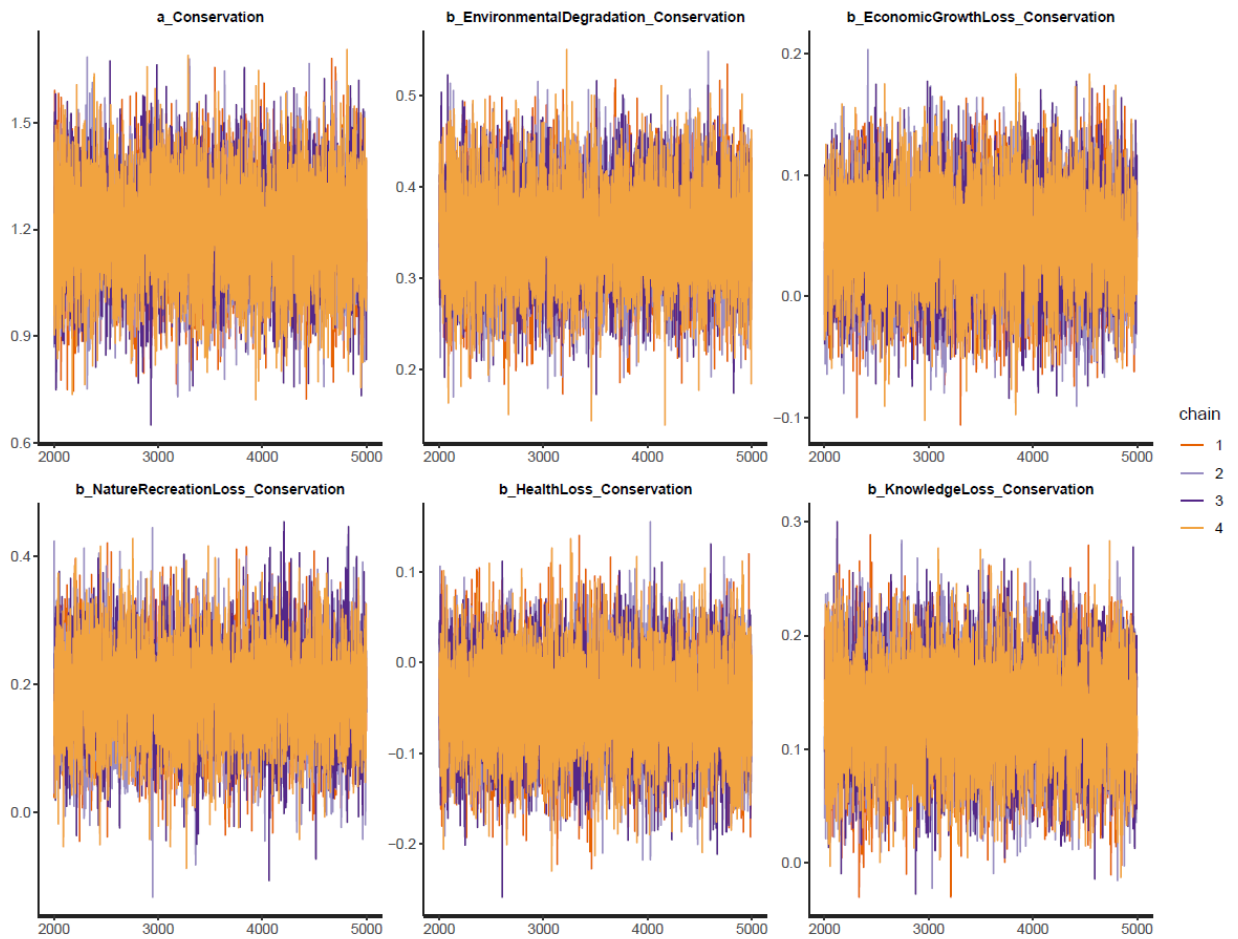 a_Conservation
b_EnvironmentalDegradation_Conservation
b_EconomicGrowthLoss_Conservation
1.5
1.2
0.9
0.6
2000 3000 4000 5000
0.5
0.4
0.3
0.2
2000 3000 4000 5000
0.2
0.1
0.0
−0.1
2000 3000 4000 5000
b_NatureRecreationLoss_Conservation
b_HealthLoss_Conservation
b_KnowledgeLoss_Conservation
0.4
0.2
0.0
2000 3000 4000 5000
0.1
0.0
−0.1
−0.2
2000 3000 4000 5000
0.3
0.2
0.1
0.0
2000 3000 4000 5000
chain
1
2
3
4